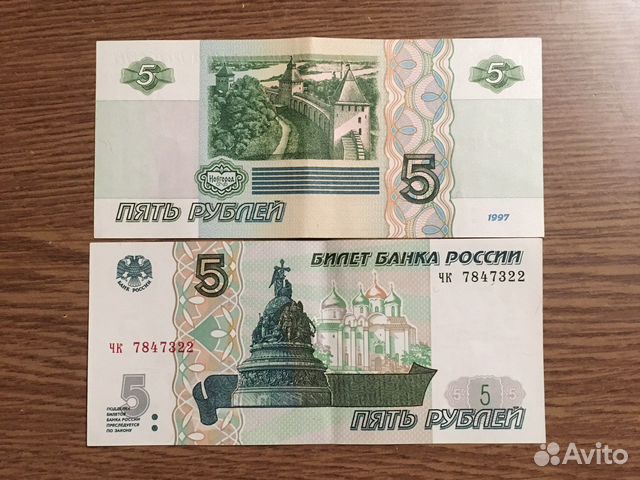 5
5
Новгород
5
ПЯТЬ РУБЛЕЙ
1997
БАНК РОССИИ
5
БИЛЕТ БАНКА РОССИИ
чк 7847322
чк 7847322
5
ПОДДЕЛКА
БИЛЕТОВ
БАНКА РОССИИ
ПРЕСЛЕДУЕТСЯ
ПО ЗАКОНУ
5
5
5
ПЯТЬ РУБЛЕЙ
Avito